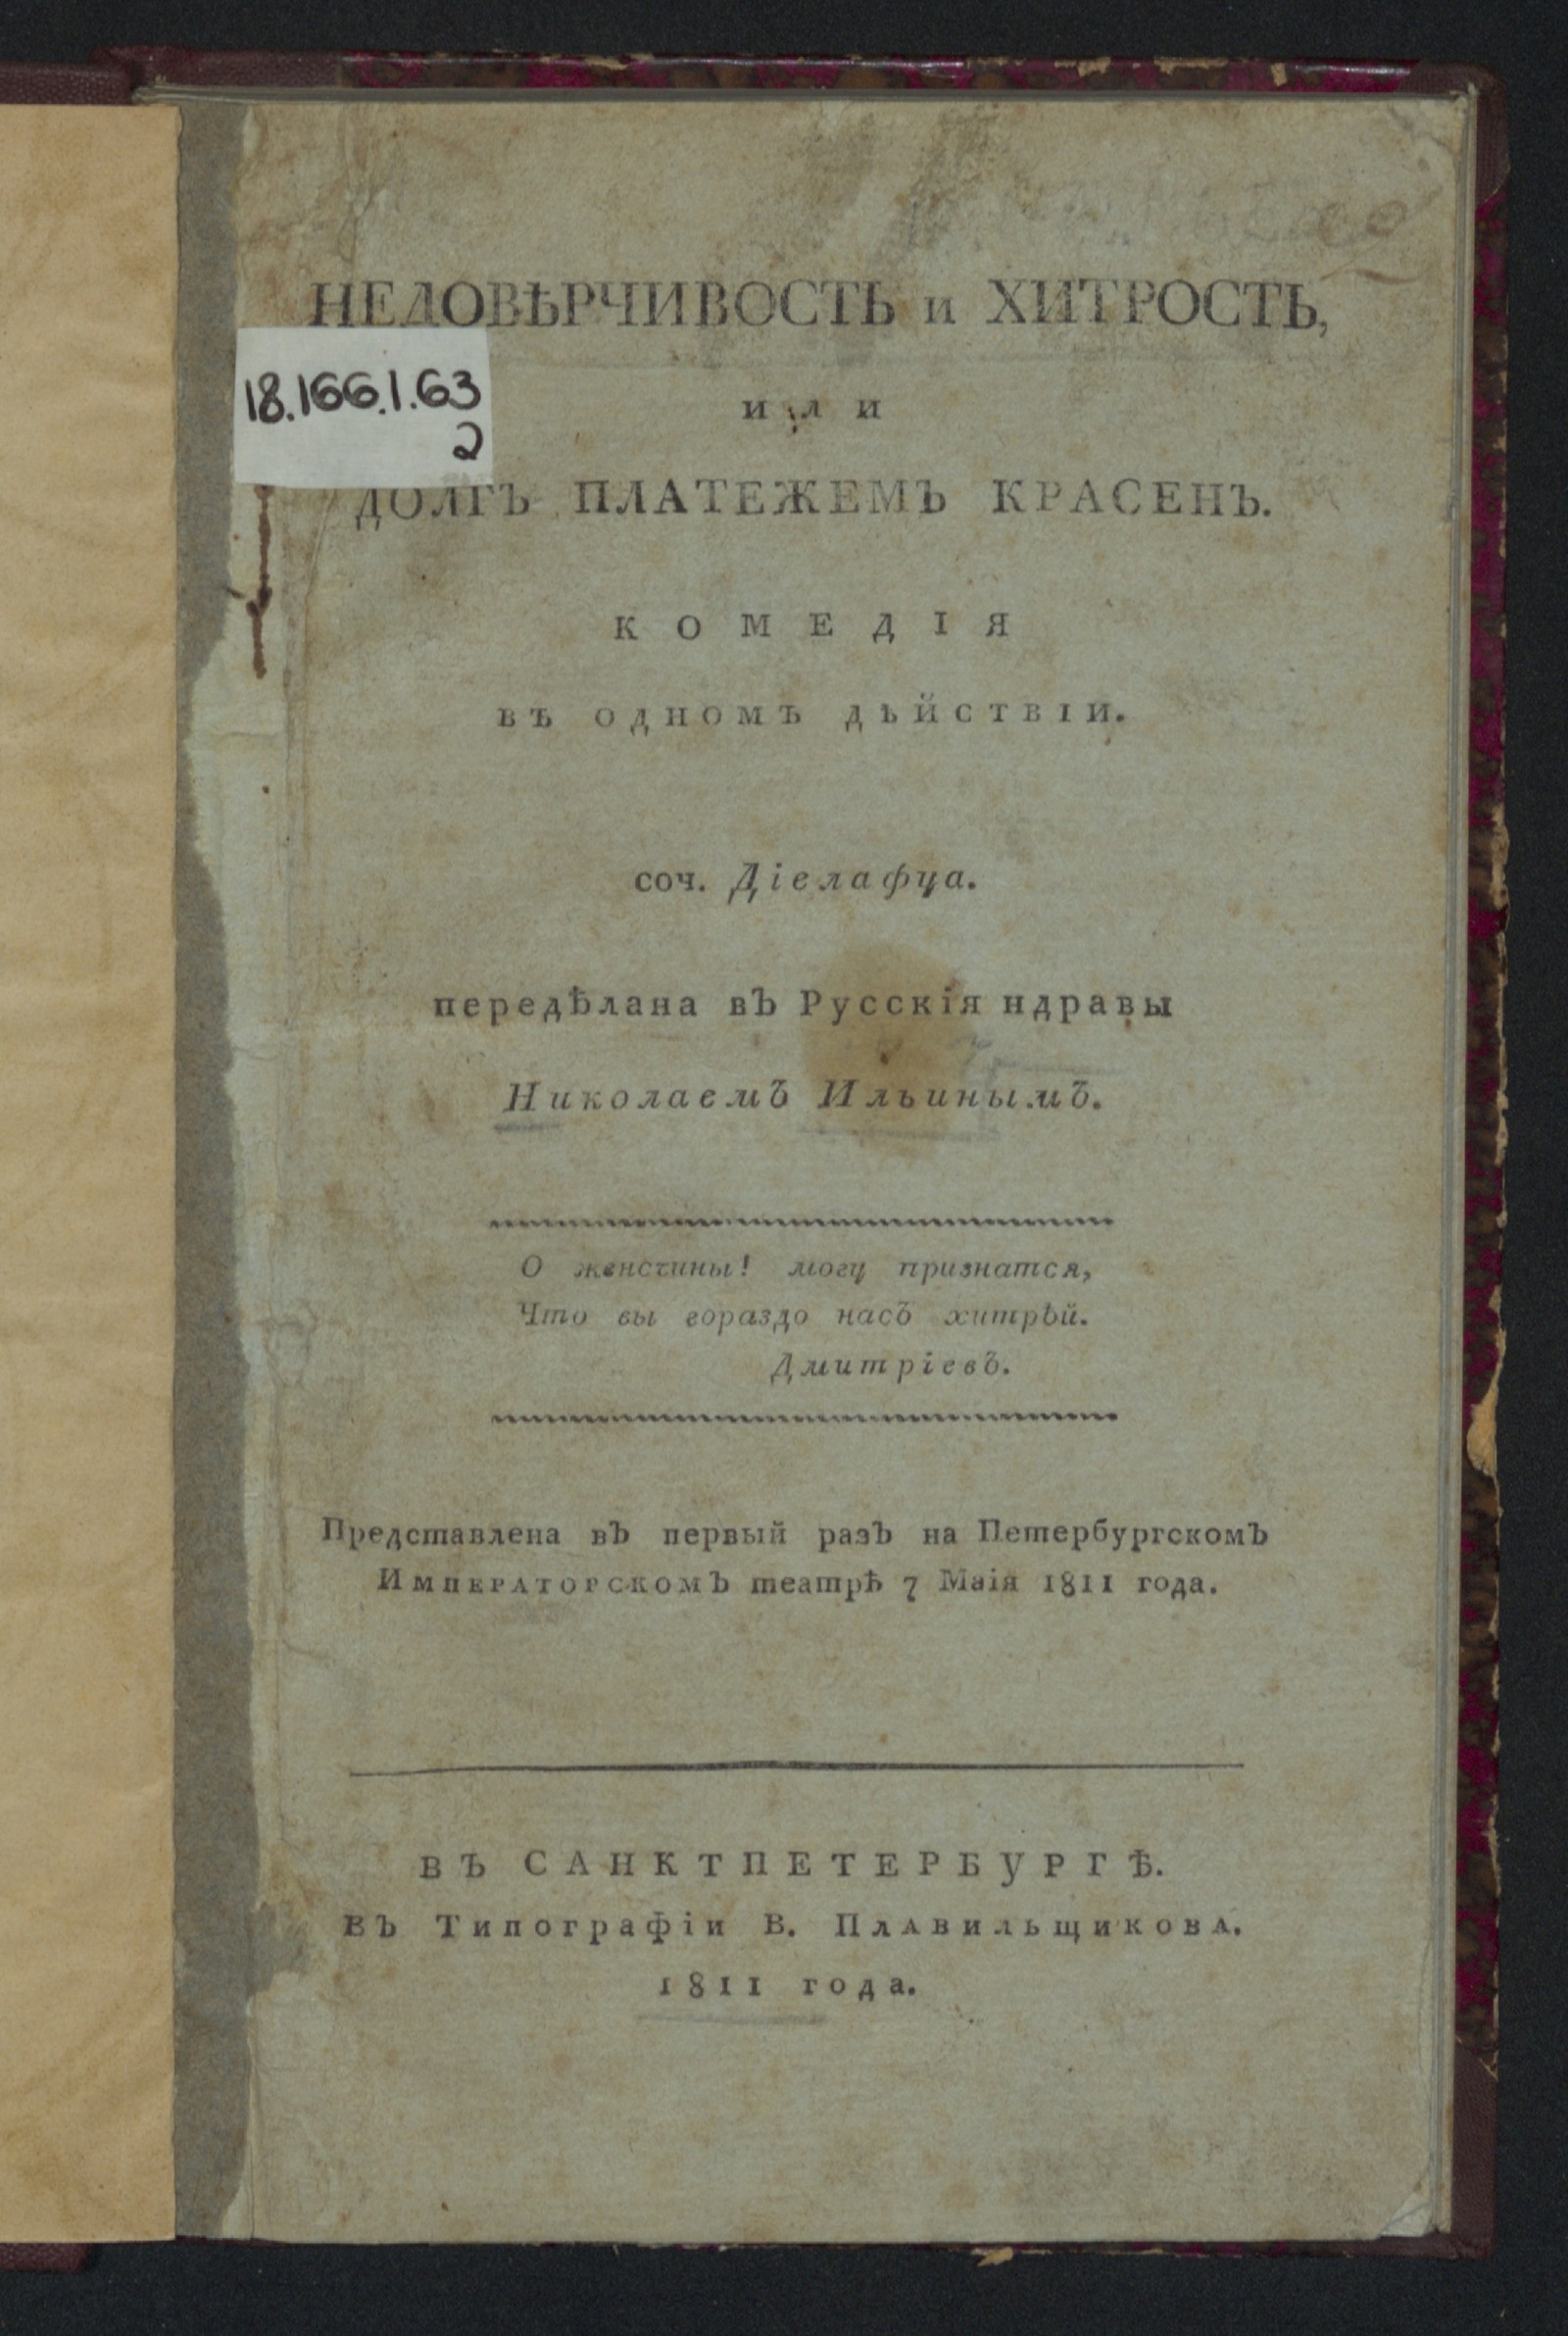 НЕДОВѢРЧИВОСТЬ и ХИТРОСТЬ,
18.166.1.63
2
или
ДОЛГЪ ПЛАТЕЖЕМЪ КРАСЕНЪ.
КОМЕДІЯ
въ одномъ дѣйствіи.
соч. Діелафуа.
передѣлана въ Русскія ндравы
Николаемъ Ильинымъ.
О женсчины! могу признатся,
Что вы гораздо насъ хитрѣй.
Дмитріевъ.
Представлена въ первый разъ на Петербургскомъ
Императорскомъ театрѣ 7 Маія 1811 года.
ВЪ САНКТПЕТЕРБУРГѢ.
Въ Типографіи В. Плавильщикова.
1811 года.